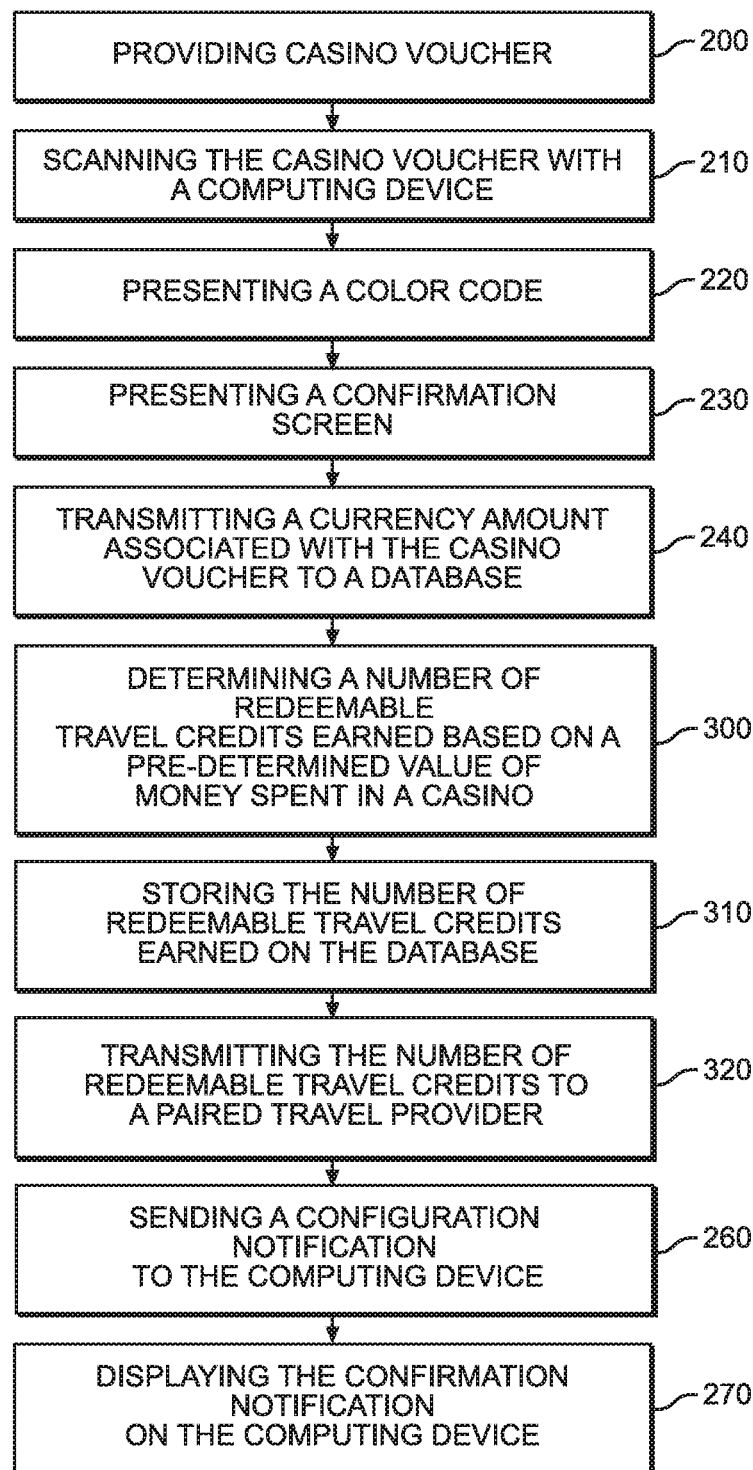 PROVIDING CASINO VOUCHER
200
SCANNING THE CASINO VOUCHER WITH
A COMPUTING DEVICE
210
PRESENTING A COLOR CODE
220
PRESENTING A CONFIRMATION
SCREEN
230
TRANSMITTING A CURRENCY AMOUNT
ASSOCIATED WITH THE CASINO
VOUCHER TO A DATABASE
240
DETERMINING A NUMBER OF
REDEEMABLE
TRAVEL CREDITS EARNED BASED ON A
PRE-DETERMINED VALUE OF
MONEY SPENT IN A CASINO
300
STORING THE NUMBER OF
REDEEMABLE TRAVEL CREDITS
EARNED ON THE DATABASE
310
TRANSMITTING THE NUMBER OF
REDEEMABLE TRAVEL CREDITS TO
A PAIRED TRAVEL PROVIDER
320
SENDING A CONFIGURATION
NOTIFICATION
TO THE COMPUTING DEVICE
260
DISPLAYING THE CONFIRMATION
NOTIFICATION
ON THE COMPUTING DEVICE
270